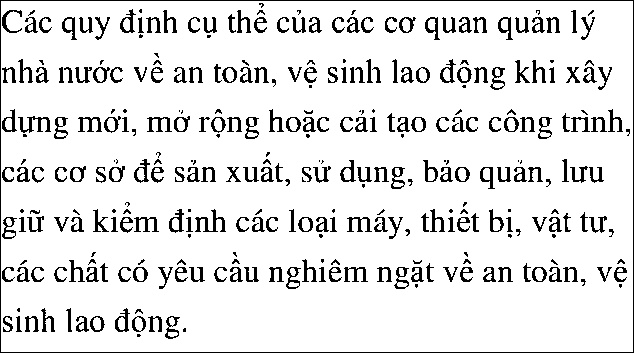 Các quy định cụ thể của các cơ quan quản lý
nhà nước về an toàn, vệ sinh lao động khi xây
dựng mới, mở rộng hoặc cải tạo các công trình,
các cơ sở để sản xuất, sử dụng, bảo quản, lưu
giữ và kiểm định các loại máy, thiết bị, vật tư,
các chất có yêu cầu nghiêm ngặt về an toàn, vệ
sinh lao động.